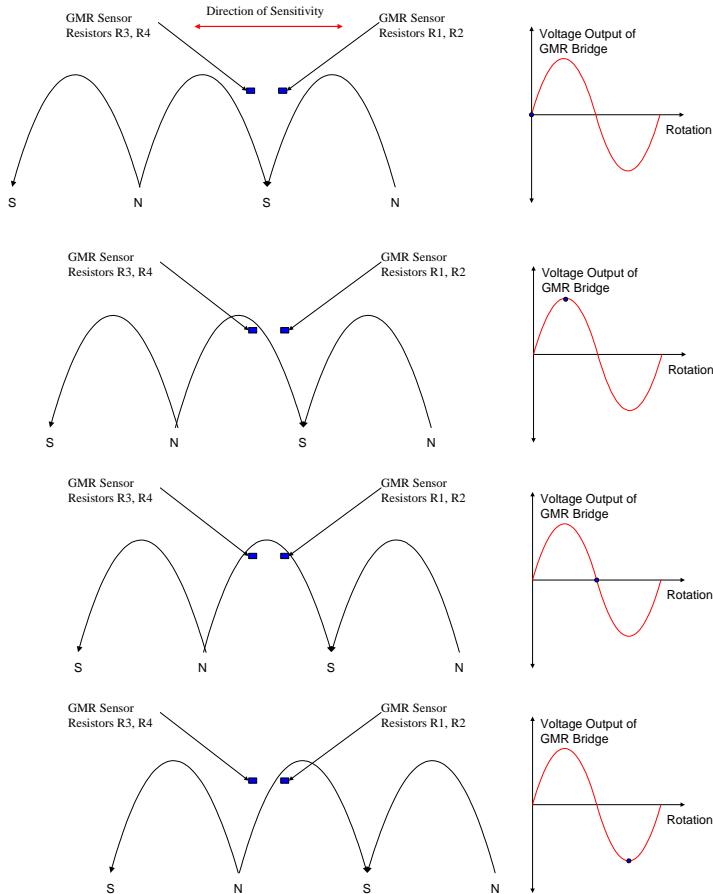 GMR Sensor
Resistors R3, R4
Direction of Sensitivity
GMR Sensor
Resistors R1, R2
Voltage Output of
GMR Bridge
Rotation
S
N
S
N
GMR Sensor
Resistors R3, R4
GMR Sensor
Resistors R1, R2
Voltage Output of
GMR Bridge
Rotation
S
N
S
N
GMR Sensor
Resistors R3, R4
GMR Sensor
Resistors R1, R2
Voltage Output of
GMR Bridge
Rotation
S
N
S
N
GMR Sensor
Resistors R3, R4
GMR Sensor
Resistors R1, R2
Voltage Output of
GMR Bridge
Rotation
S
N
S
N